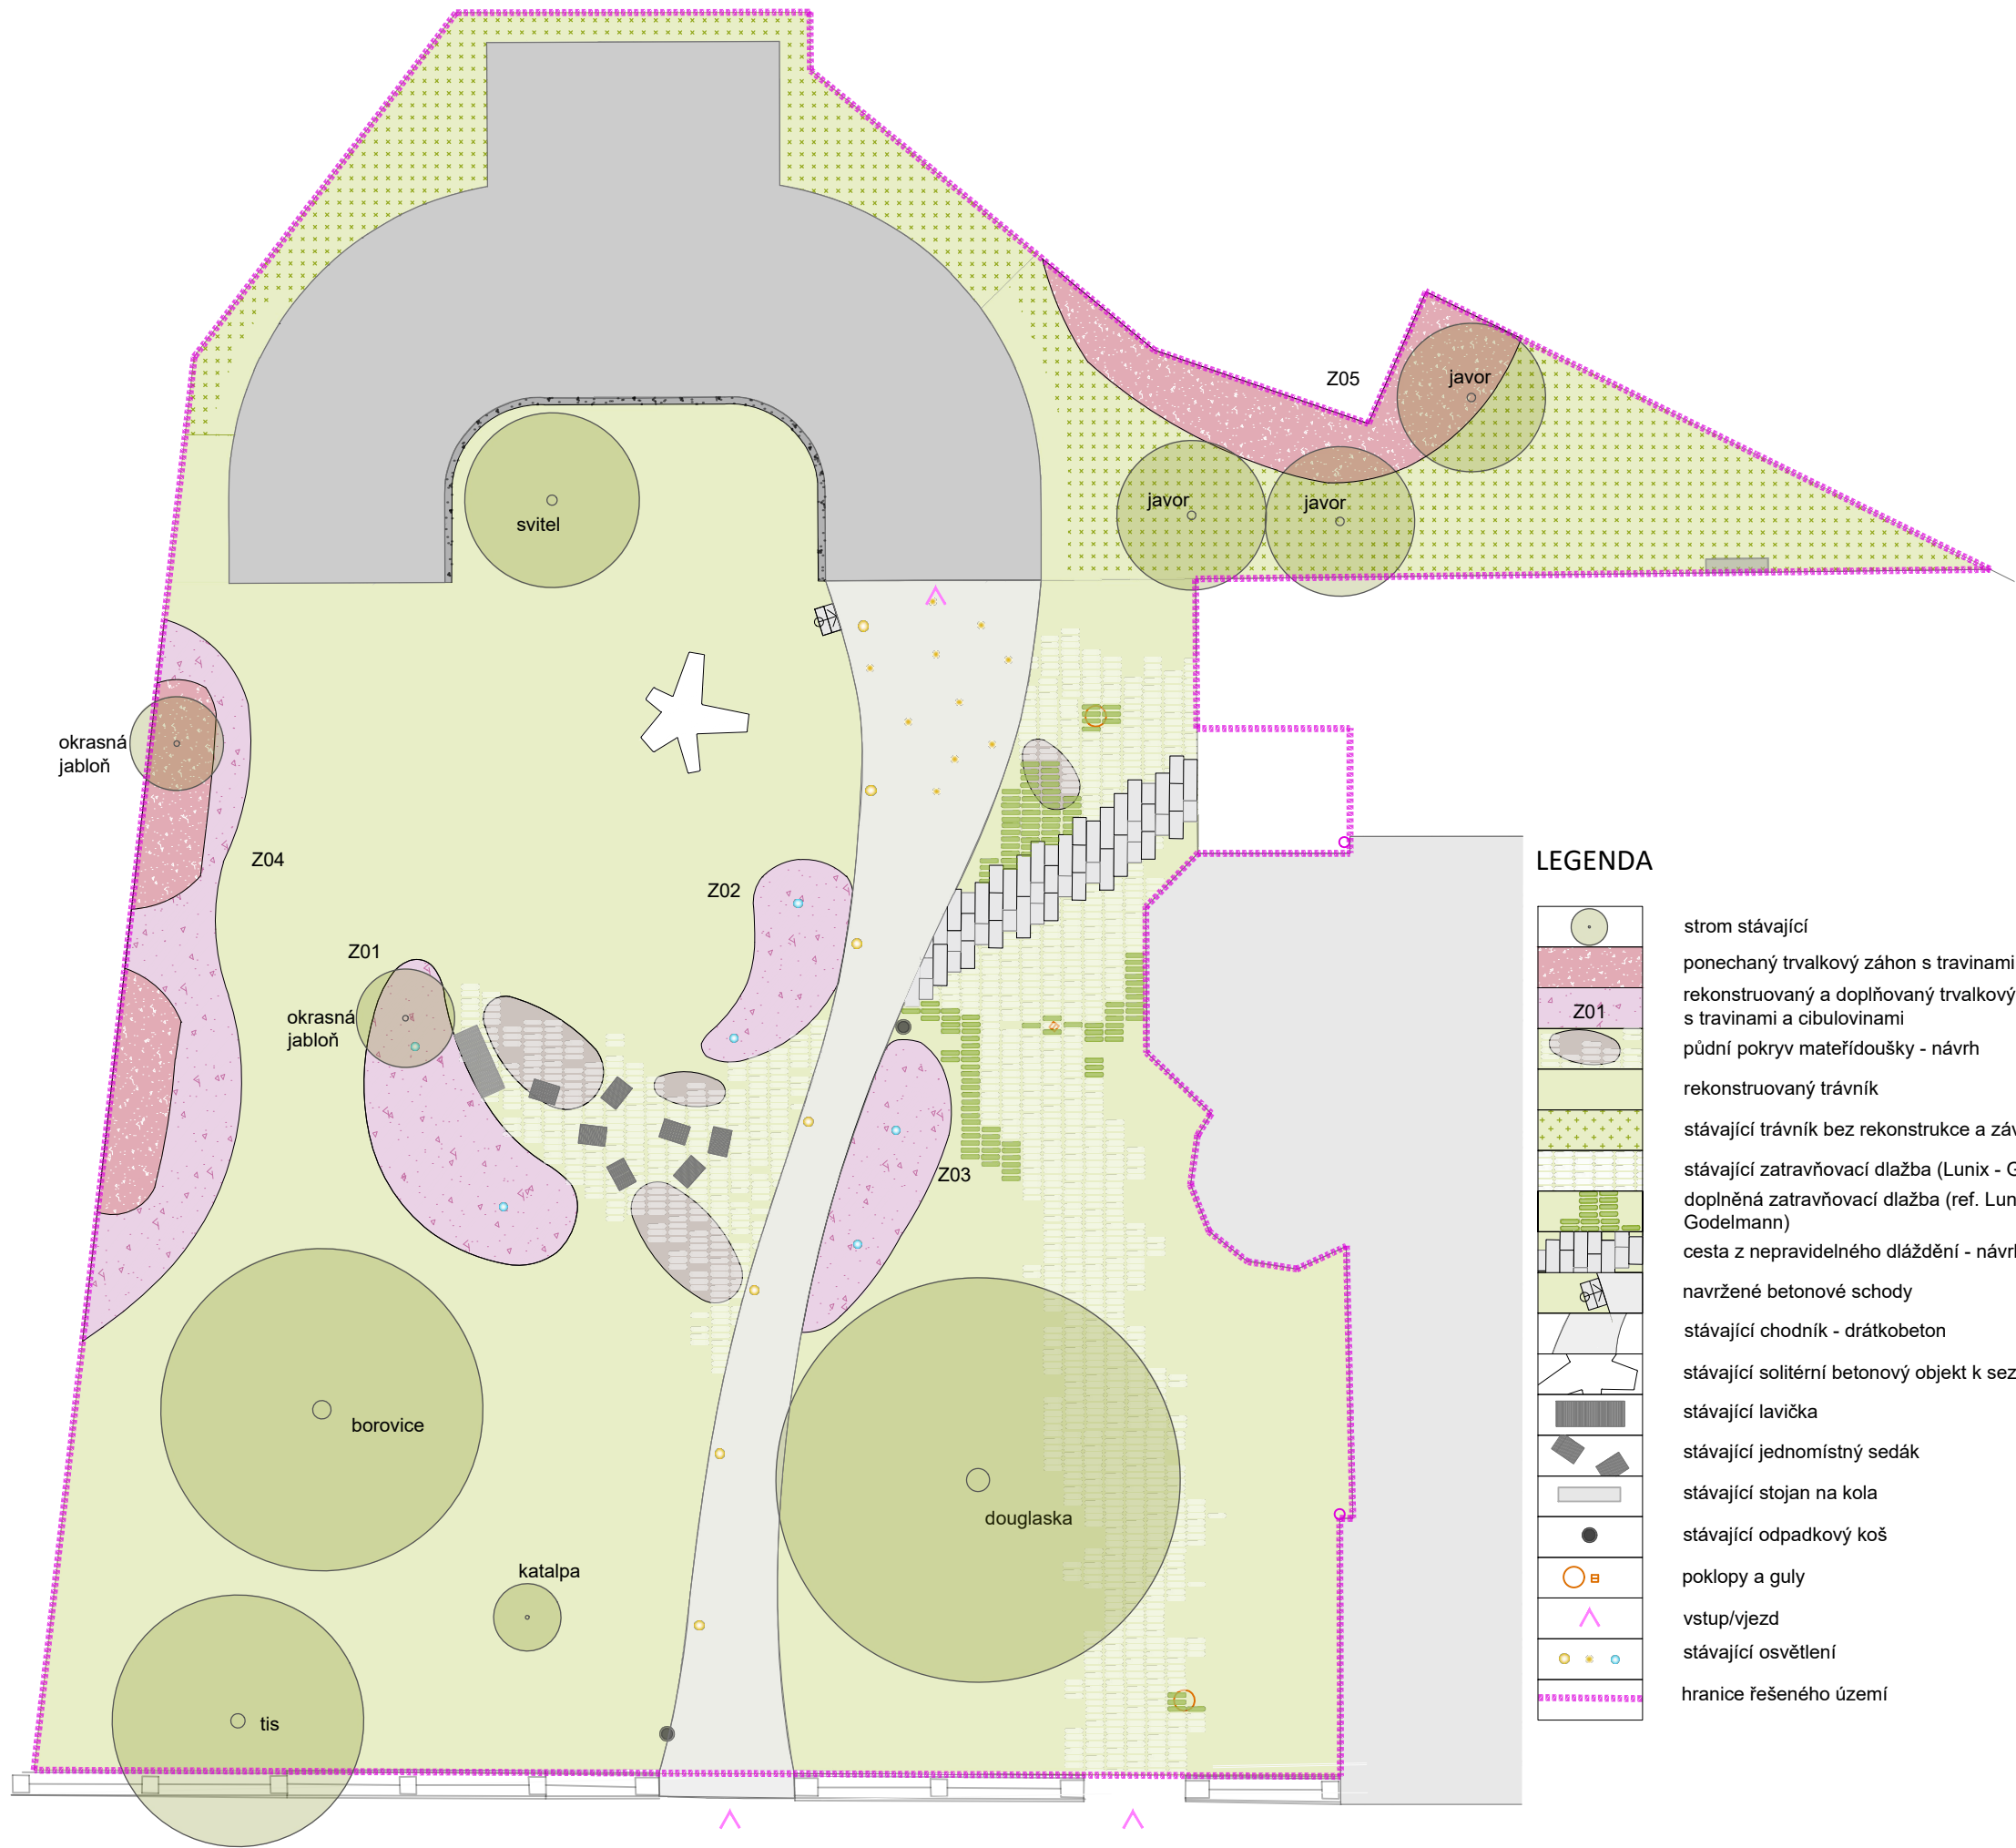 Z05
javor
javor
javor
svitel
okrasná
jabloň
Z04
Z02
Z01
okrasná
jabloň
Z03
borovice
douglaska
katalpa
tis
LEGENDA
strom stávající
ponechaný trvalkový záhon s travinami
rekonstruovaný a doplňovaný trvalkový
Z01
s travinami a cibulovinami
půdní pokryv mateřídoušky - návrh
rekonstruovaný trávník
stávající trávník bez rekonstrukce a záv
stávající zatravňovací dlažba (Lunix - G
doplněná zatravňovací dlažba (ref. Lun
Godelmann)
cesta z nepravidelného dláždění - návrh
navržené betonové schody
stávající chodník - drátkobeton
stávající solitérní betonový objekt k sez
stávající lavička
stávající jednomístný sedák
stávající stojan na kola
stávající odpadkový koš
poklopy a guly
vstup/vjezd
stávající osvětlení
hranice řešeného území